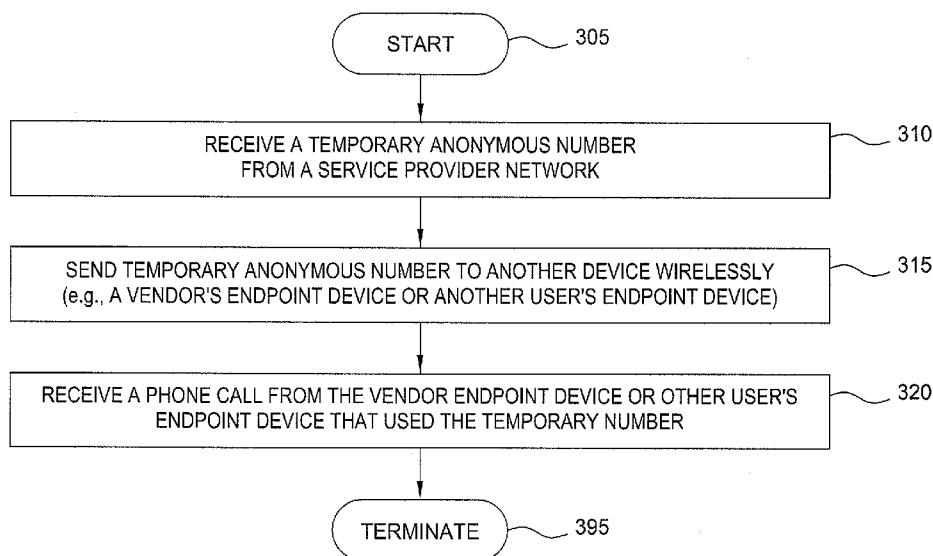 START
305
RECEIVE A TEMPORARY ANONYMOUS NUMBER
FROM A SERVICE PROVIDER NETWORK
310
SEND TEMPORARY ANONYMOUS NUMBER TO ANOTHER DEVICE WIRELESSLY
(e.g., A VENDOR'S ENDPOINT DEVICE OR ANOTHER USER'S ENDPOINT DEVICE)
315
RECEIVE A PHONE CALL FROM THE VENDOR ENDPOINT DEVICE OR OTHER USER'S
ENDPOINT DEVICE THAT USED THE TEMPORARY NUMBER
320
TERMINATE
395